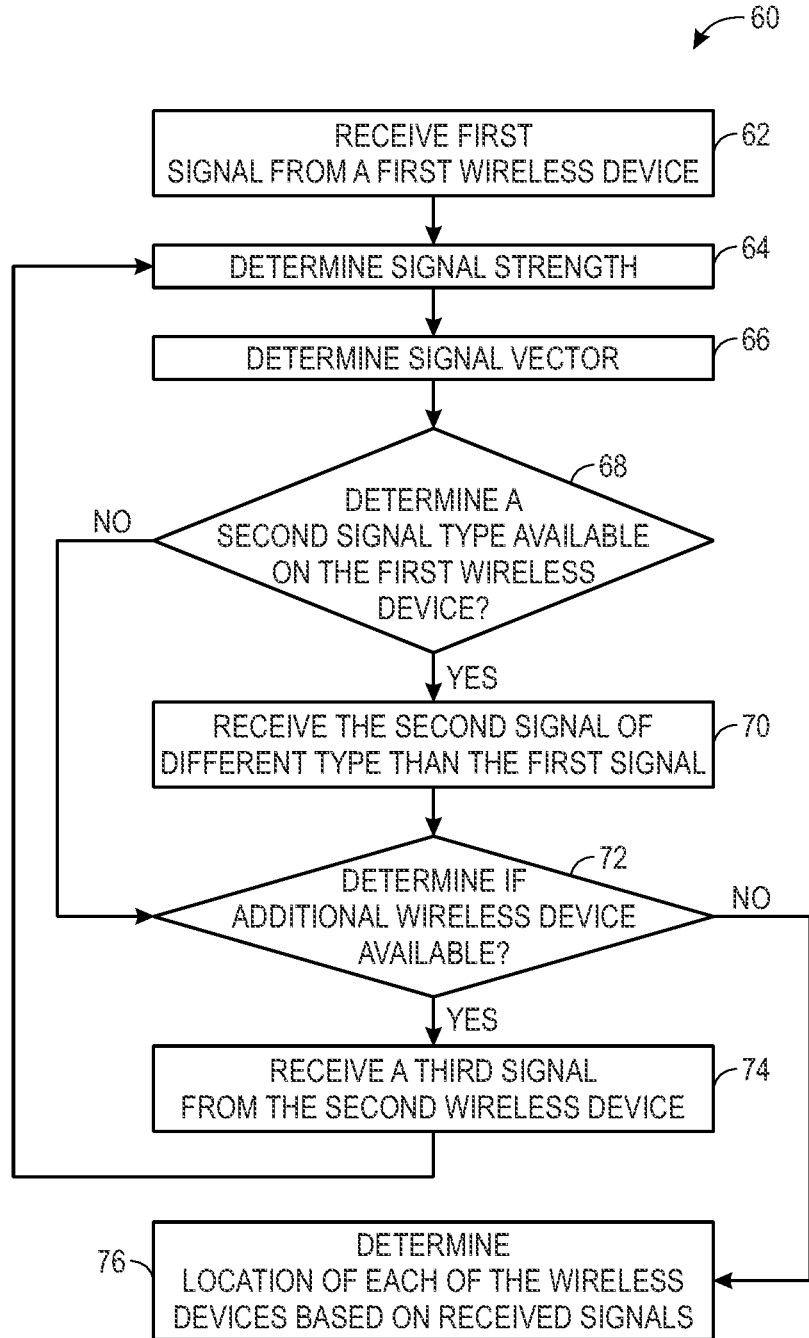 60
RECEIVE FIRST
SIGNAL FROM A FIRST WIRELESS DEVICE
62
DETERMINE SIGNAL STRENGTH
64
DETERMINE SIGNAL VECTOR
66
68
DETERMINE A
SECOND SIGNAL TYPE AVAILABLE
ON THE FIRST WIRELESS
DEVICE?
NO
YES
RECEIVE THE SECOND SIGNAL OF
DIFFERENT TYPE THAN THE FIRST SIGNAL
70
72
DETERMINE IF
ADDITIONAL WIRELESS DEVICE
AVAILABLE?
NO
YES
RECEIVE A THIRD SIGNAL
FROM THE SECOND WIRELESS DEVICE
74
76
DETERMINE
LOCATION OF EACH OF THE WIRELESS
DEVICES BASED ON RECEIVED SIGNALS